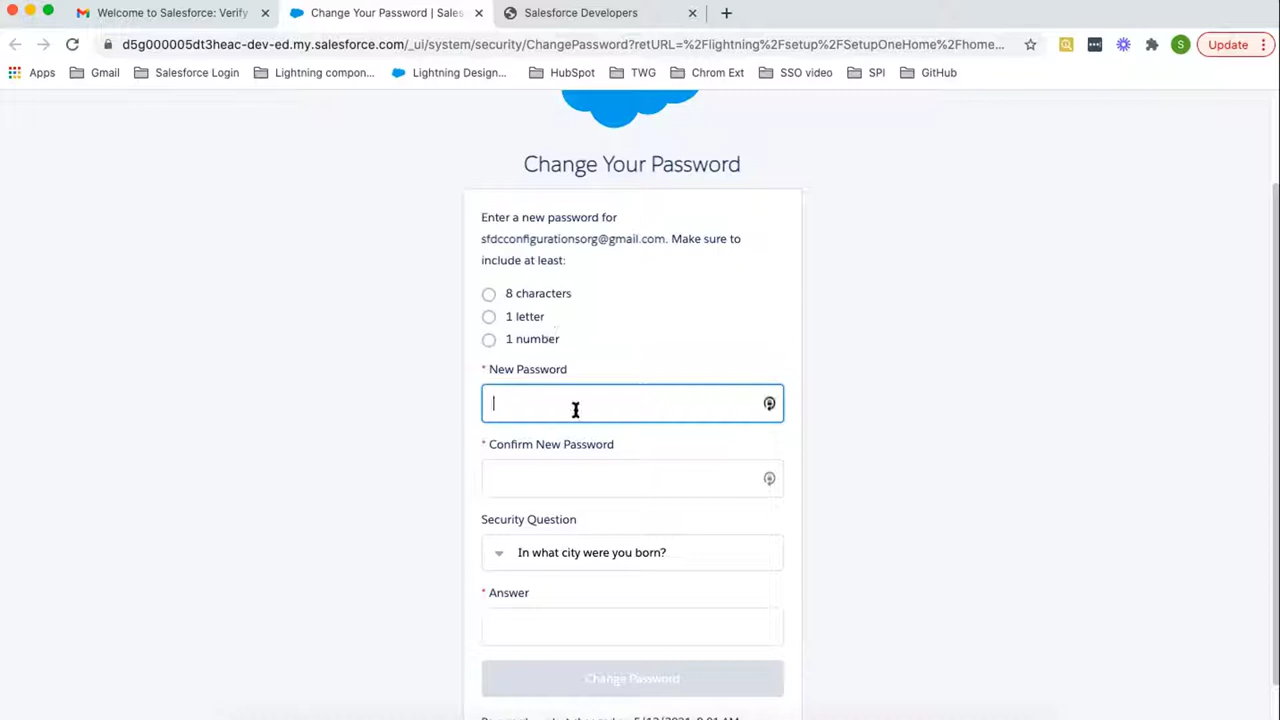 Welcome to Salesforce: Verify
Change Your Password | Sales
Salesforce Developers
d5g000005dt3heac-dev-ed.my.salesforce.com/_ui/system/security/ChangePassword?retURL=%2Flightning%2Fsetup%2FSetupOneHome%2Fhome...
S
Update
Apps
Gmail
Salesforce Login
Lightning compon...
Lightning Design...
HubSpot
TWG
Chrom Ext
SSO video
SPI
GitHub
Change Your Password
Enter a new password for
sfdcconfigurationsorg@gmail.com. Make sure to
include at least:
8 characters
1 letter
1 number
* New Password
* Confirm New Password
Security Question
In what city were you born?
* Answer
Change Password